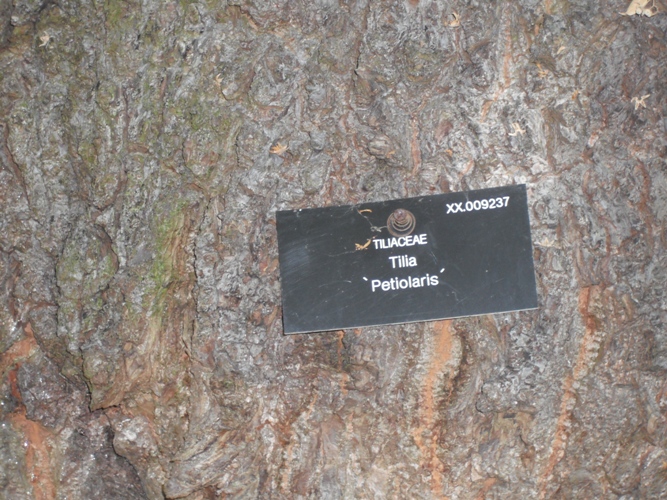 XX.009237
TILIACEAE
Tilia
`Petiolaris´